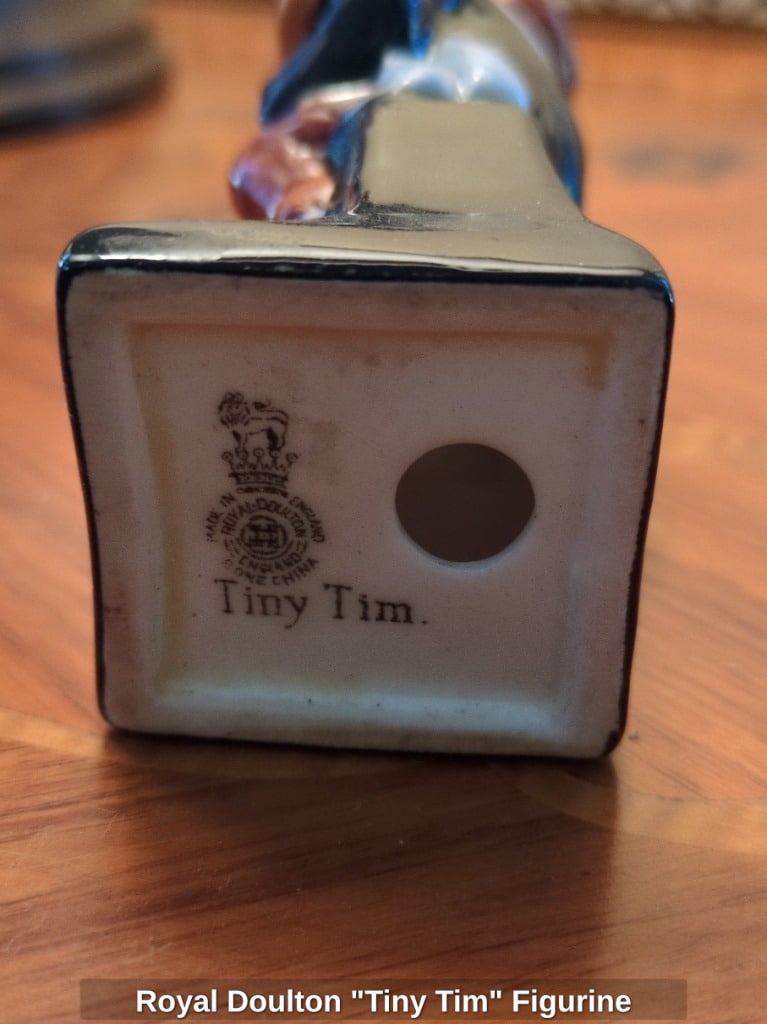 MADE IN ENGLAND
ROYAL·DOULTON
ENGLAND
BONE CHINA
Tiny Tim.
Royal Doulton "Tiny Tim" Figurine